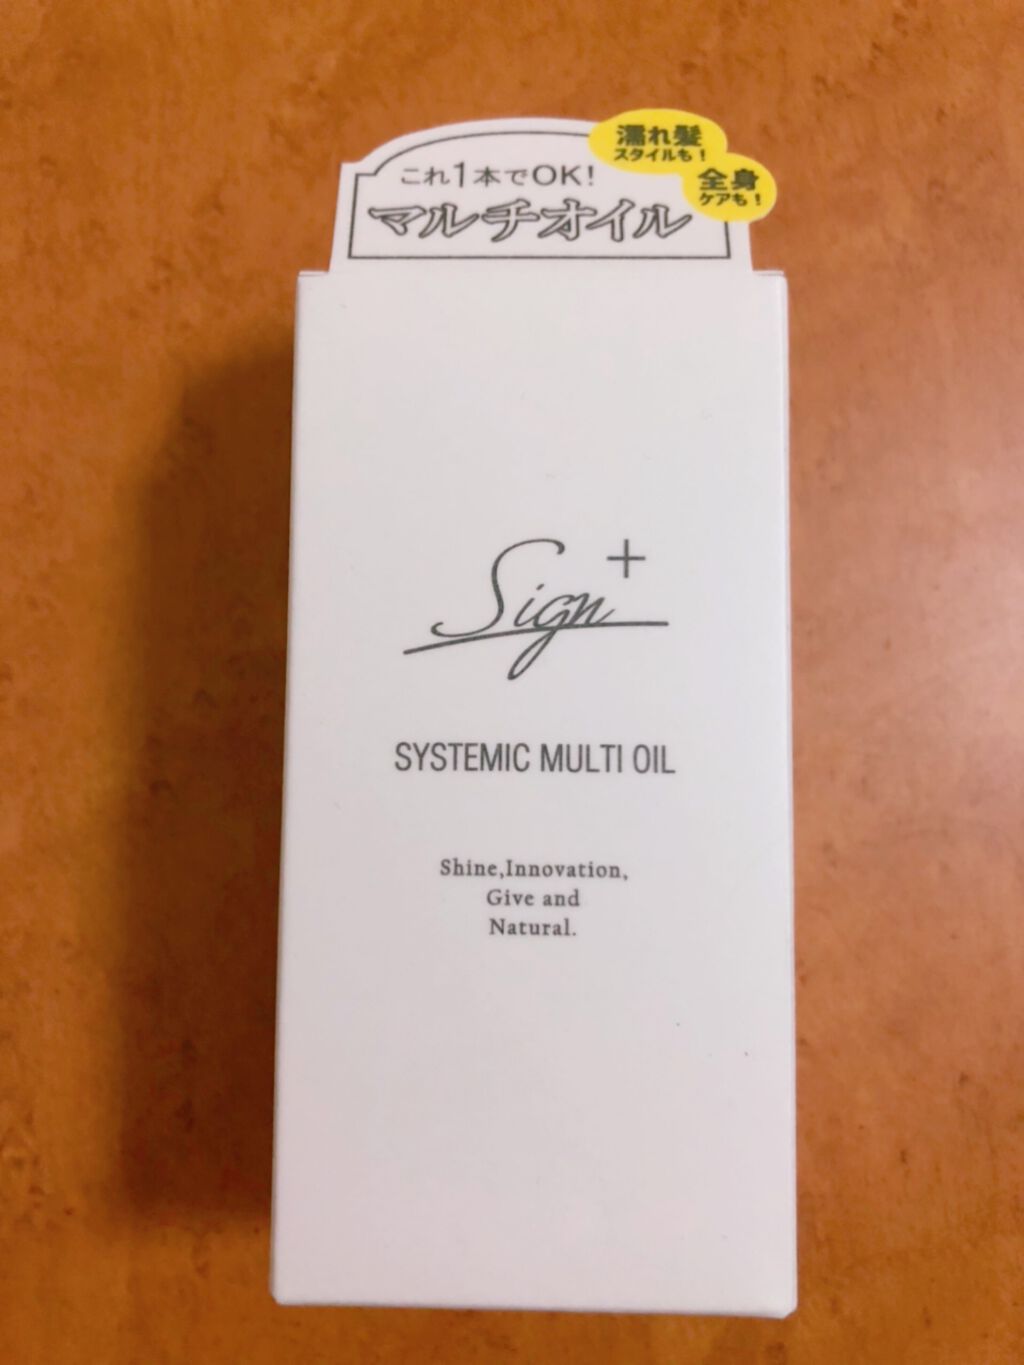 濡れ髪
スタイルも!
全身
ケアも!
これ1本でOK!
マルチオイル
Sign+
SYSTEMIC MULTI OIL
Shine,Innovation,
Give and
Natural.